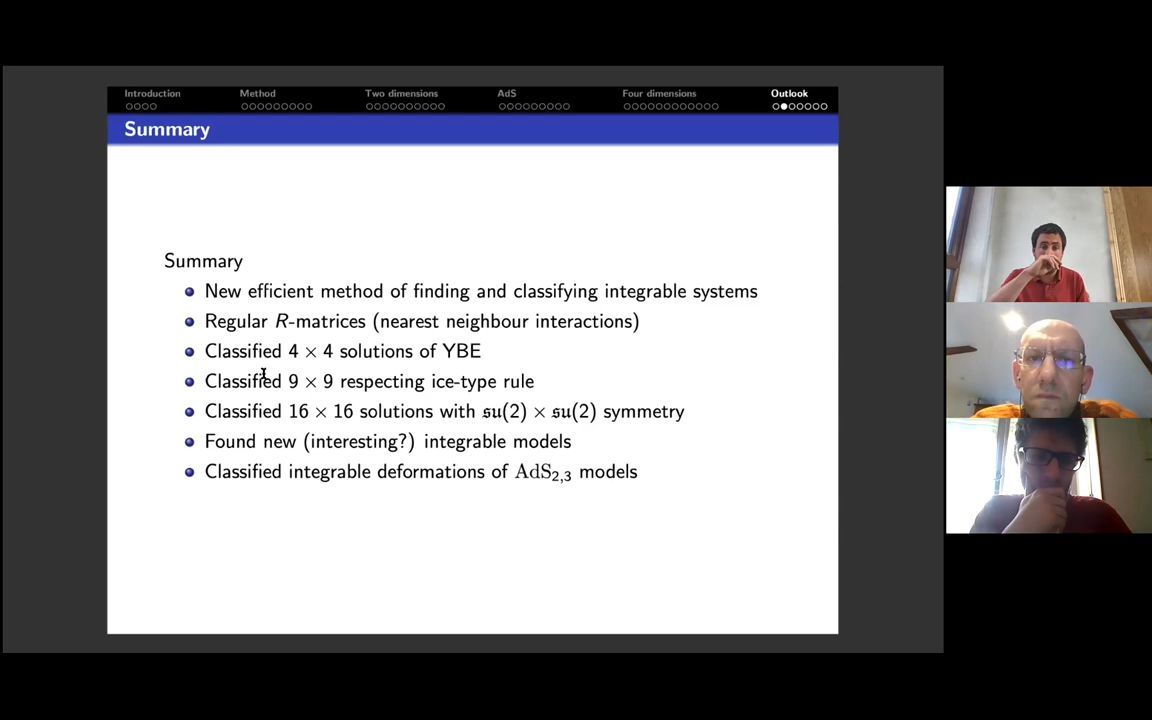 Introduction Method Two dimensions AdS Four dimensions Outlook
Summary
Summary
New efficient method of finding and classifying integrable systems
Regular R-matrices (nearest neighbour interactions)
Classified 4 × 4 solutions of YBE
Classified 9 × 9 respecting ice-type rule
Classified 16 × 16 solutions with 𝔰𝔲(2) × 𝔰𝔲(2) symmetry
Found new (interesting?) integrable models
Classified integrable deformations of AdS₂,₃ models